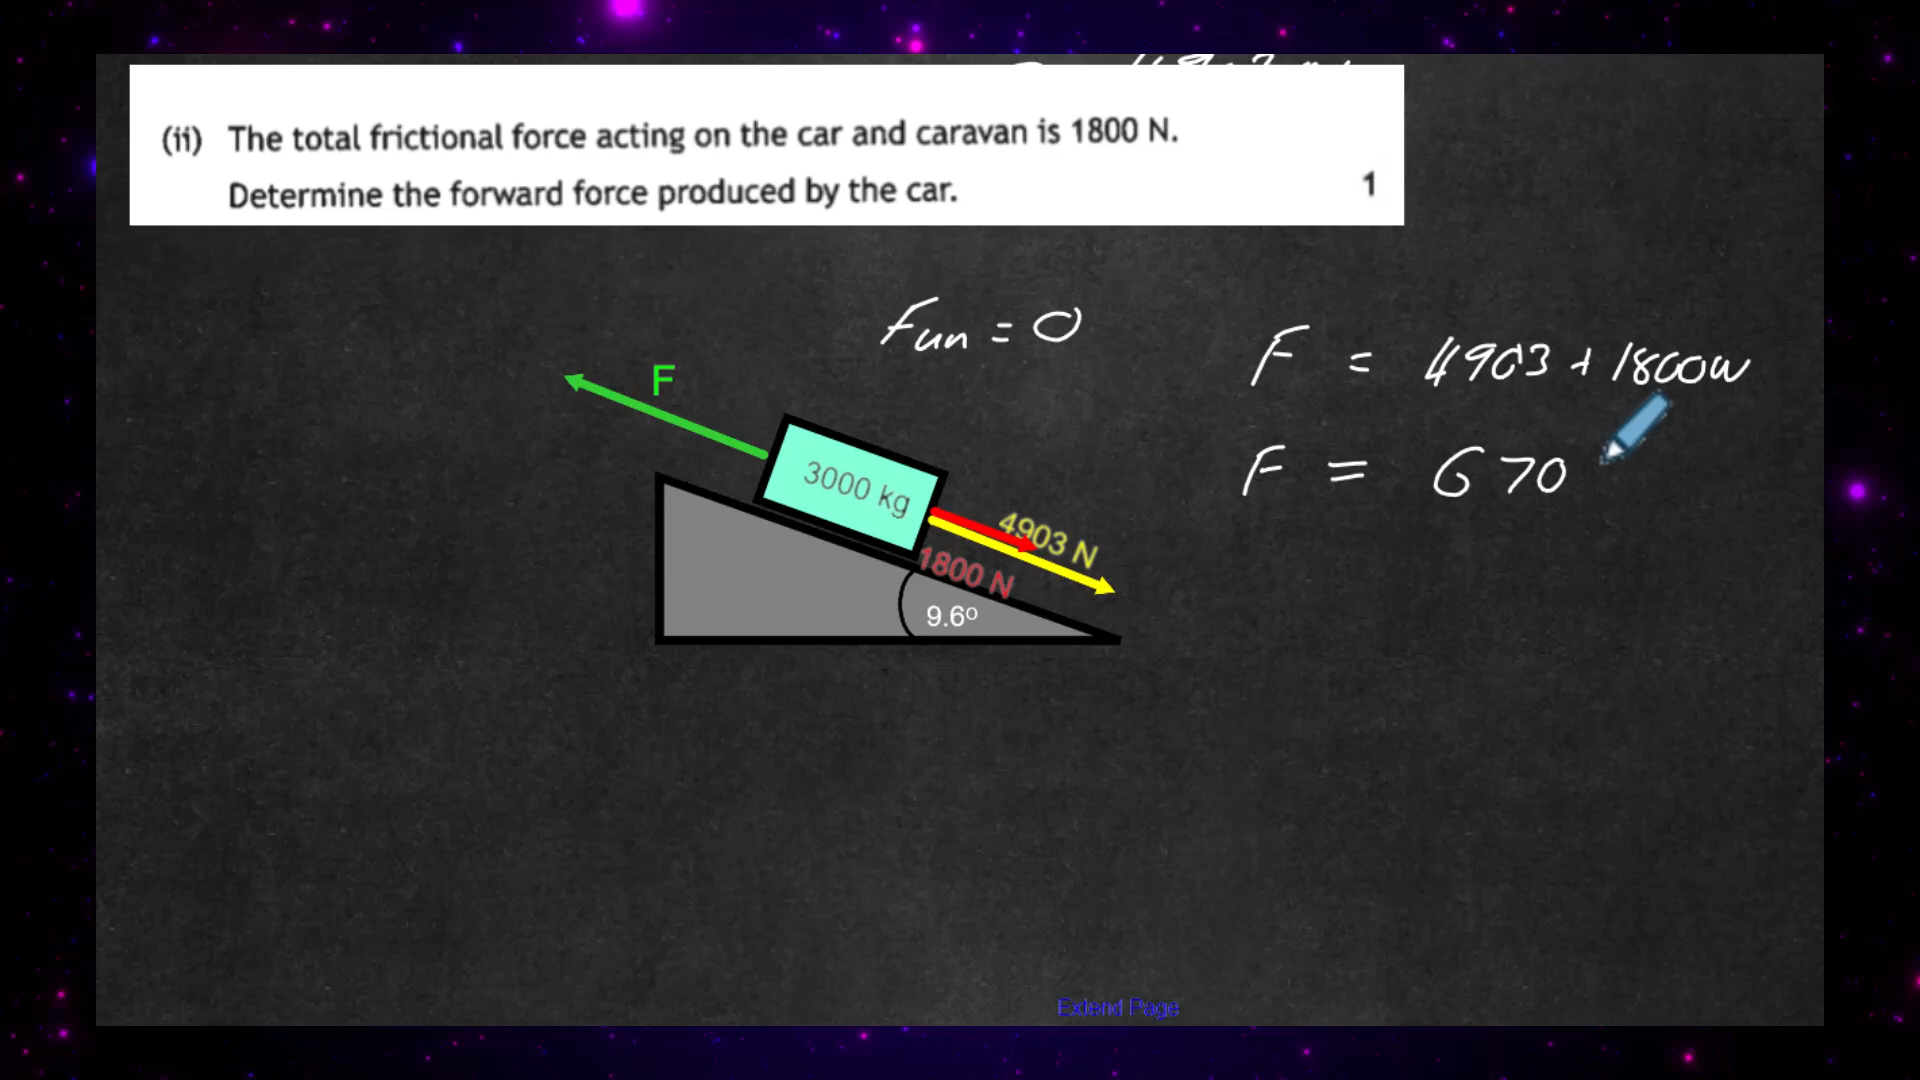 (ii) The total frictional force acting on the car and caravan is 1800 N.
Determine the forward force produced by the car. 1
Fun = 0
F = 4903 + 1800N
F
F = 670
3000 kg
4903 N
1800 N
9.6º
Extend Page